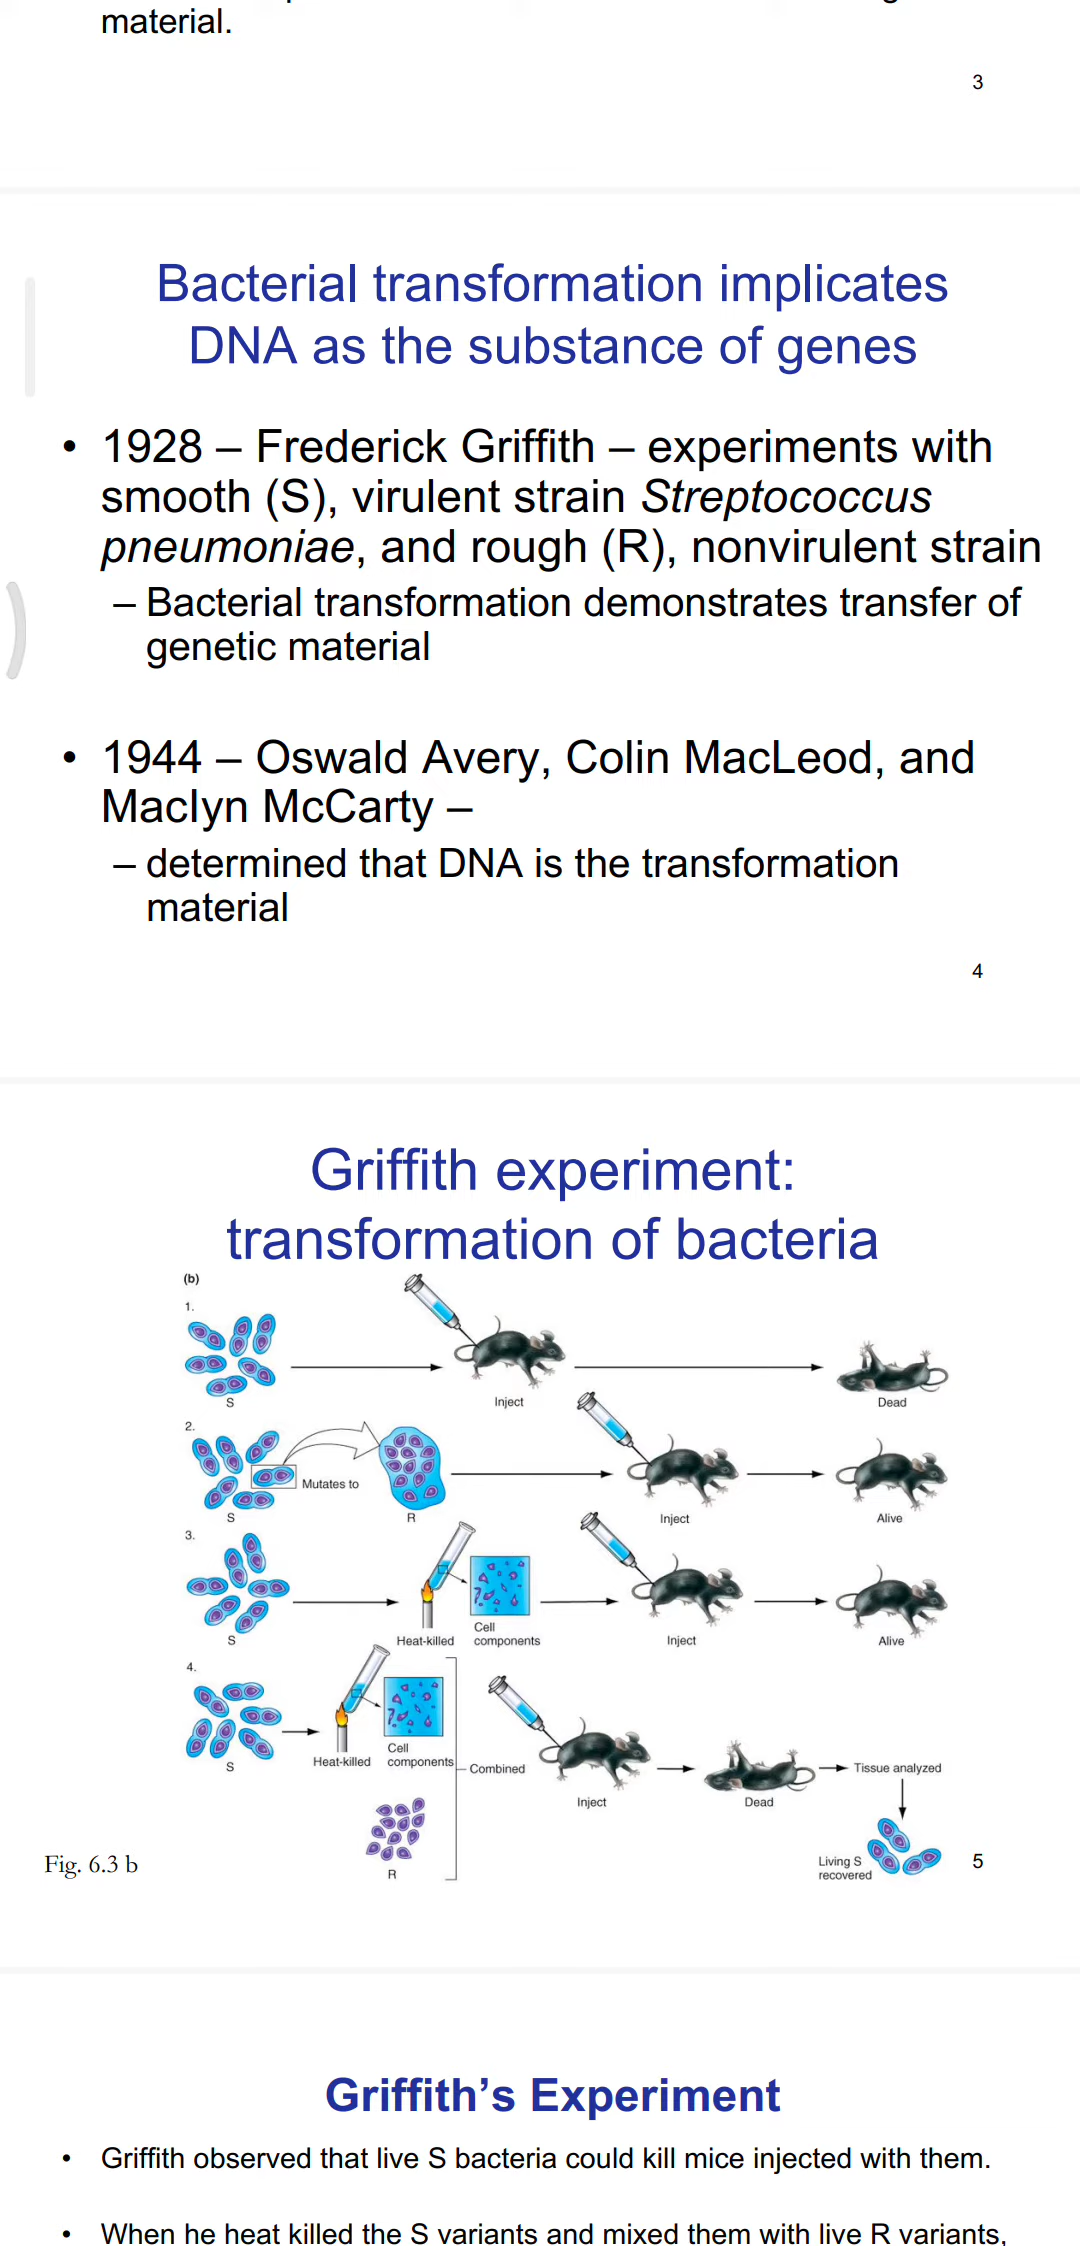 material.
3
Bacterial transformation implicates
DNA as the substance of genes
• 1928 – Frederick Griffith – experiments with
smooth (S), virulent strain Streptococcus
pneumoniae, and rough (R), nonvirulent strain
– Bacterial transformation demonstrates transfer of
genetic material
• 1944 – Oswald Avery, Colin MacLeod, and
Maclyn McCarty –
– determined that DNA is the transformation
material
4
Griffith experiment:
transformation of bacteria
(b)
1.
S
Inject
Dead
2.
Mutates to
S
R
Inject
Alive
3.
S
Heat-killed
Cell
components
Inject
Alive
4.
S
Heat-killed
Cell
components
Combined
R
Inject
Dead
Tissue analyzed
Living S
recovered
Fig. 6.3 b
5
Griffith’s Experiment
• Griffith observed that live S bacteria could kill mice injected with them.
• When he heat killed the S variants and mixed them with live R variants,